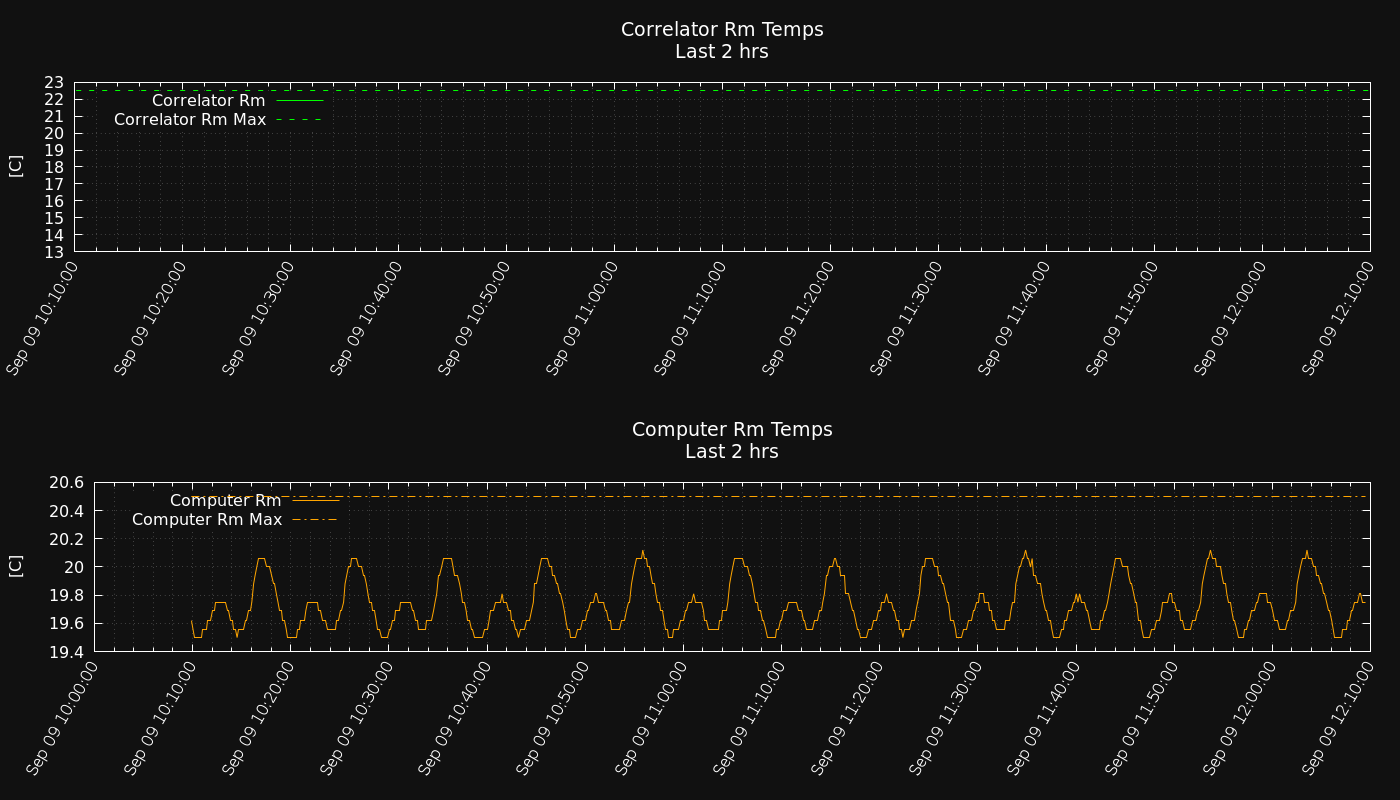 Correlator Rm Temps
Last 2 hrs
23
22
21
20
19
18
17
16
15
14
13
[C]
Correlator Rm
Correlator Rm Max
Sep 09 10:10:00
Sep 09 10:20:00
Sep 09 10:30:00
Sep 09 10:40:00
Sep 09 10:50:00
Sep 09 11:00:00
Sep 09 11:10:00
Sep 09 11:20:00
Sep 09 11:30:00
Sep 09 11:40:00
Sep 09 11:50:00
Sep 09 12:00:00
Sep 09 12:10:00
Computer Rm Temps
Last 2 hrs
20.6
20.4
20.2
20
19.8
19.6
19.4
[C]
Computer Rm
Computer Rm Max
Sep 09 10:00:00
Sep 09 10:10:00
Sep 09 10:20:00
Sep 09 10:30:00
Sep 09 10:40:00
Sep 09 10:50:00
Sep 09 11:00:00
Sep 09 11:10:00
Sep 09 11:20:00
Sep 09 11:30:00
Sep 09 11:40:00
Sep 09 11:50:00
Sep 09 12:00:00
Sep 09 12:10:00